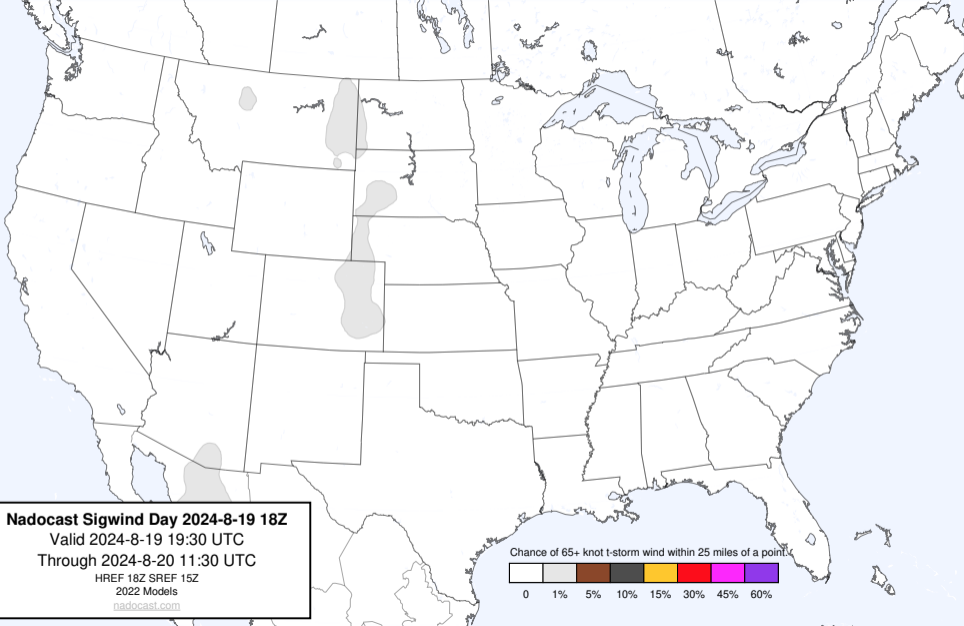 Nadocast Sigwind Day 2024-8-19 18Z
Valid 2024-8-19 19:30 UTC
Through 2024-8-20 11:30 UTC
HREF 18Z SREF 15Z
2022 Models
nadocast.com
Chance of 65+ knot t-storm wind within 25 miles of a point.
0 1% 5% 10% 15% 30% 45% 60%